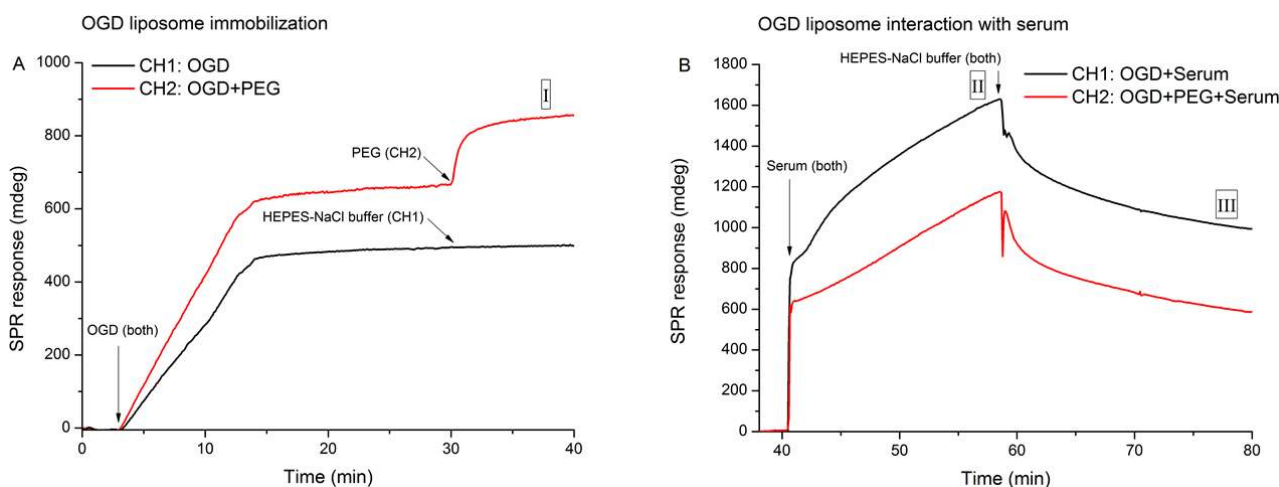 OGD liposome immobilization
A
CH1: OGD
CH2: OGD+PEG
I
PEG (CH2)
HEPES-NaCl buffer (CH1)
OGD (both)
1000
800
600
400
200
0
SPR response (mdeg)
0 10 20 30 40
Time (min)
OGD liposome interaction with serum
B
HEPES-NaCl buffer (both)
CH1: OGD+Serum
CH2: OGD+PEG+Serum
II
Serum (both)
III
1800
1600
1400
1200
1000
800
600
400
200
0
SPR response (mdeg)
40 50 60 70 80
Time (min)